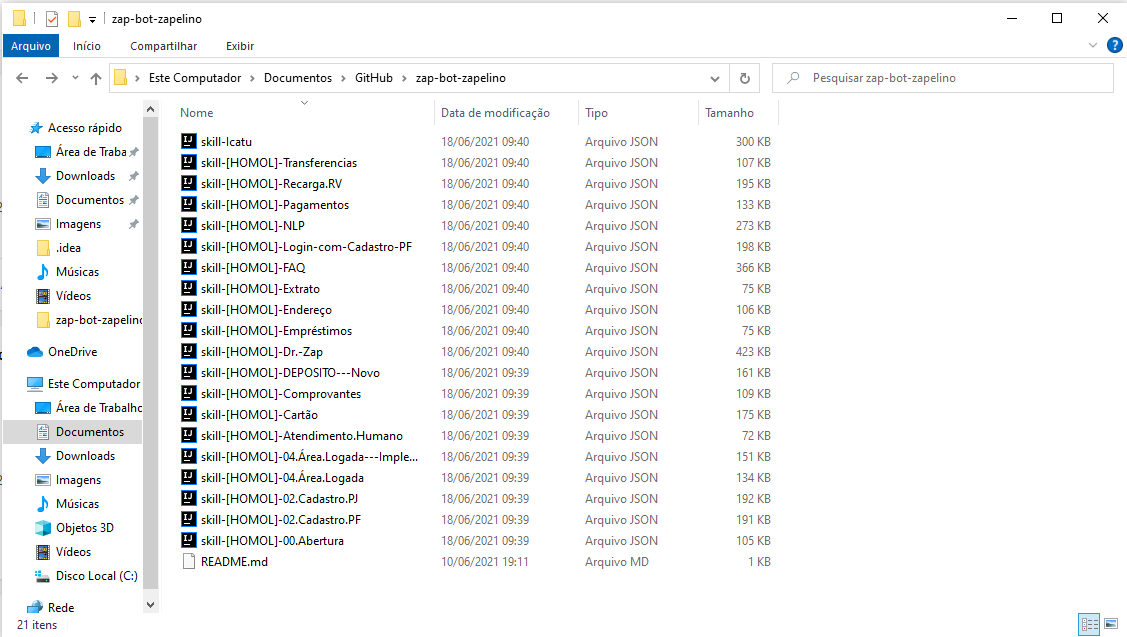 zap-bot-zapelino
Arquivo Início Compartilhar Exibir
Este Computador Documentos GitHub zap-bot-zapelino Pesquisar zap-bot-zapelino
Acesso rápido
Área de Traba
Downloads
Documentos
Imagens
.idea
Músicas
Vídeos
zap-bot-zapelino
OneDrive
Este Computador
Área de Trabalho
Documentos
Downloads
Imagens
Músicas
Objetos 3D
Vídeos
Disco Local (C:)
Rede
Nome Data de modificação Tipo Tamanho
skill-Icatu 18/06/2021 09:40 Arquivo JSON 300 KB
skill-[HOMOL]-Transferencias 18/06/2021 09:40 Arquivo JSON 107 KB
skill-[HOMOL]-Recarga.RV 18/06/2021 09:40 Arquivo JSON 195 KB
skill-[HOMOL]-Pagamentos 18/06/2021 09:40 Arquivo JSON 133 KB
skill-[HOMOL]-NLP 18/06/2021 09:40 Arquivo JSON 273 KB
skill-[HOMOL]-Login-com-Cadastro-PF 18/06/2021 09:40 Arquivo JSON 198 KB
skill-[HOMOL]-FAQ 18/06/2021 09:40 Arquivo JSON 366 KB
skill-[HOMOL]-Extrato 18/06/2021 09:40 Arquivo JSON 75 KB
skill-[HOMOL]-Endereço 18/06/2021 09:40 Arquivo JSON 106 KB
skill-[HOMOL]-Empréstimos 18/06/2021 09:40 Arquivo JSON 75 KB
skill-[HOMOL]-Dr.-Zap 18/06/2021 09:40 Arquivo JSON 423 KB
skill-[HOMOL]-DEPOSITO---Novo 18/06/2021 09:39 Arquivo JSON 161 KB
skill-[HOMOL]-Comprovantes 18/06/2021 09:39 Arquivo JSON 109 KB
skill-[HOMOL]-Cartão 18/06/2021 09:39 Arquivo JSON 175 KB
skill-[HOMOL]-Atendimento.Humano 18/06/2021 09:39 Arquivo JSON 72 KB
skill-[HOMOL]-04.Área.Logada---Imple... 18/06/2021 09:39 Arquivo JSON 151 KB
skill-[HOMOL]-04.Área.Logada 18/06/2021 09:39 Arquivo JSON 134 KB
skill-[HOMOL]-02.Cadastro.PJ 18/06/2021 09:39 Arquivo JSON 192 KB
skill-[HOMOL]-02.Cadastro.PF 18/06/2021 09:39 Arquivo JSON 191 KB
skill-[HOMOL]-00.Abertura 18/06/2021 09:39 Arquivo JSON 105 KB
README.md 10/06/2021 19:11 Arquivo MD 1 KB
21 itens